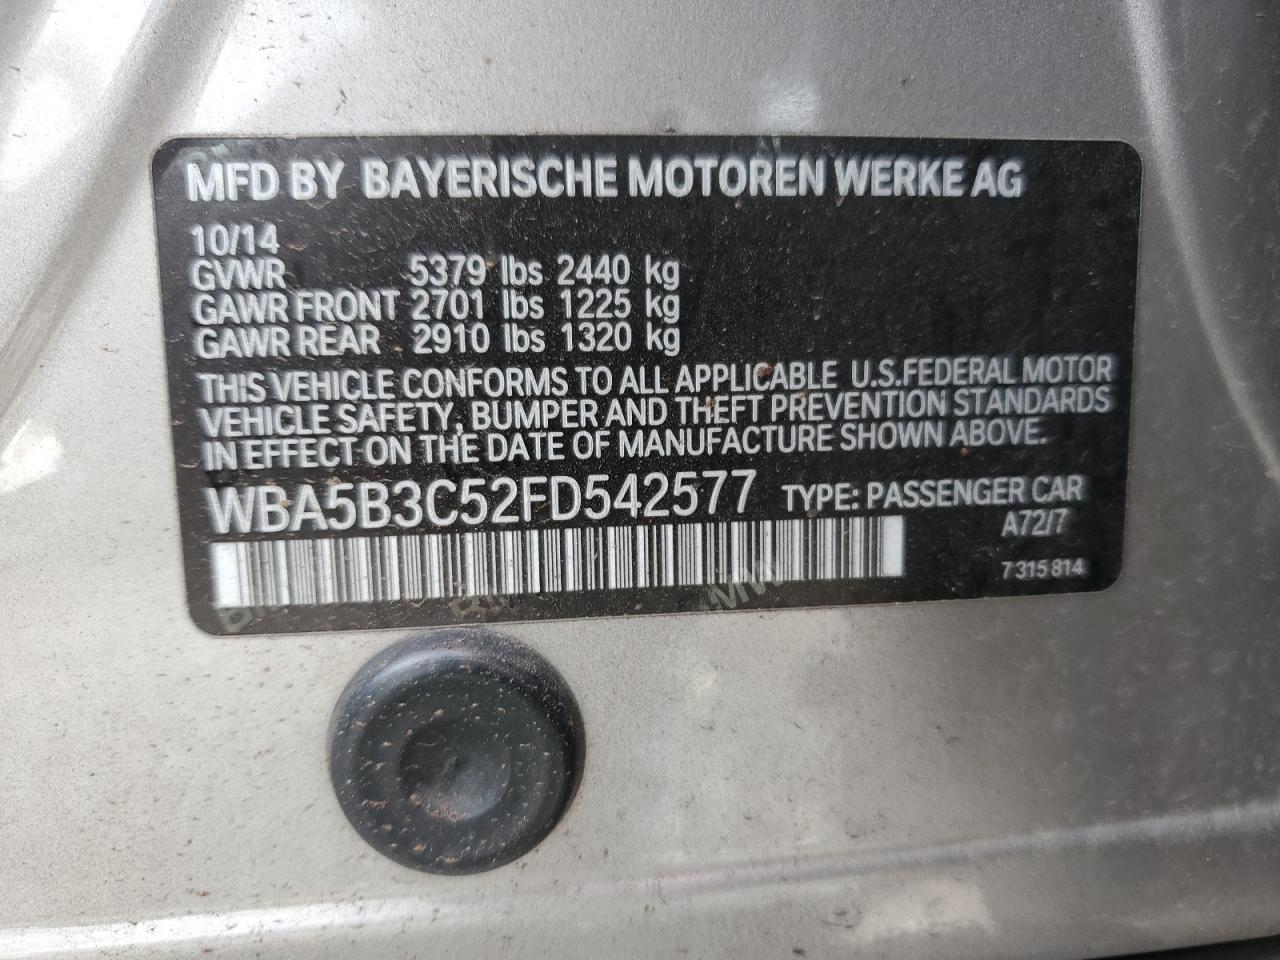 MFD BY BAYERISCHE MOTOREN WERKE AG
10/14
GVWR 5379 lbs 2440 kg
GAWR FRONT 2701 lbs 1225 kg
GAWR REAR 2910 lbs 1320 kg
THIS VEHICLE CONFORMS TO ALL APPLICABLE U.S.FEDERAL MOTOR
VEHICLE SAFETY, BUMPER AND THEFT PREVENTION STANDARDS
IN EFFECT ON THE DATE OF MANUFACTURE SHOWN ABOVE.
WBA5B3C52FD542577 TYPE: PASSENGER CAR
A72/7
7 315 814